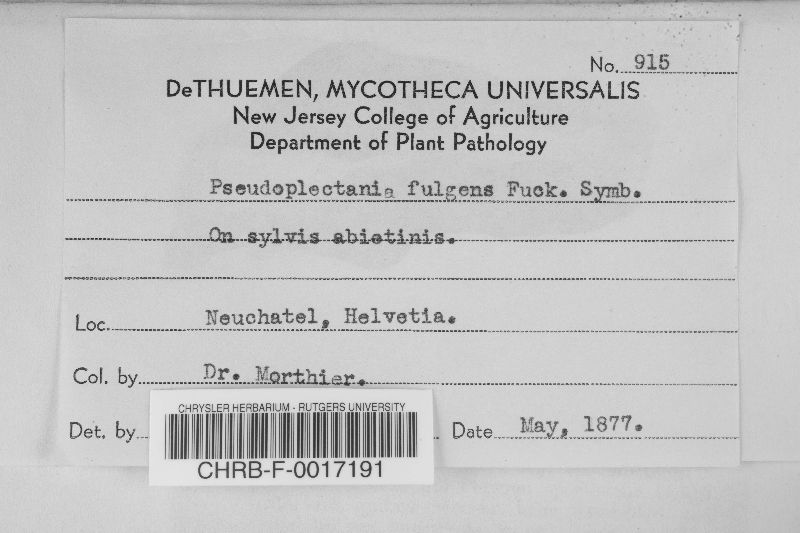 No. 915
DeTHUEMEN, MYCOTHECA UNIVERSALIS
New Jersey College of Agriculture
Department of Plant Pathology
Pseudoplectania fulgens Fuck. Symb.
On sylvis abietinis.
Loc. Neuchatel, Helvetia.
Col. by Dr. Morthier.
Det. by
Date May, 1877.
CHRYSLER HERBARIUM - RUTGERS UNIVERSITY
CHRB-F-0017191